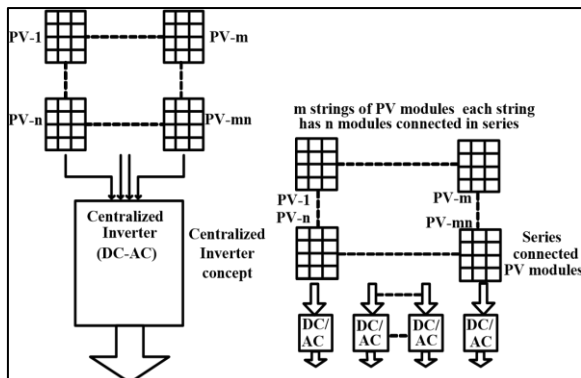 PV-1
PV-m
PV-n
PV-mn
Centralized
Inverter
(DC-AC)
Centralized
Inverter
concept
m strings of PV modules each string
has n modules connected in series
PV-1
PV-n
PV-m
PV-mn
Series
connected
PV modules
DC/
AC
DC/
AC
DC/
AC
DC/
AC